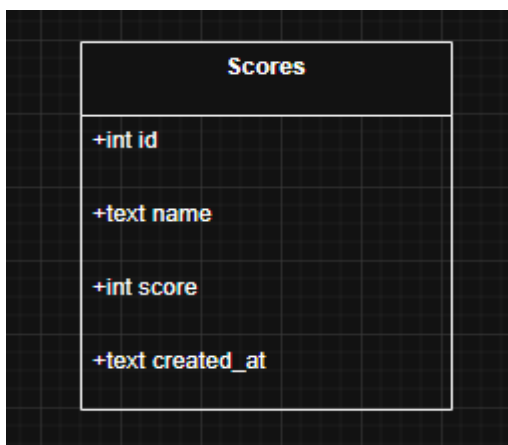 Scores
+int id
+text name
+int score
+text created_at